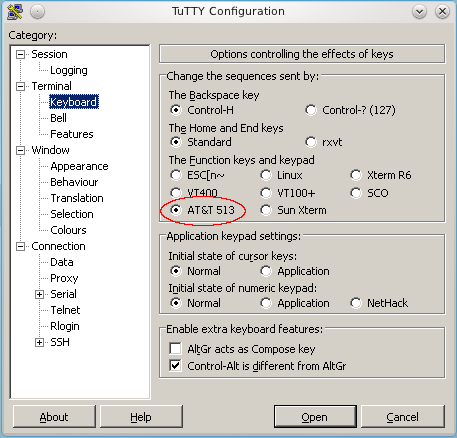 TuTTY Configuration
Category:
Session
Logging
Terminal
Keyboard
Bell
Features
Window
Appearance
Behaviour
Translation
Selection
Colours
Connection
Data
Proxy
Serial
Telnet
Rlogin
SSH
Options controlling the effects of keys
Change the sequences sent by:
The Backspace key
Control-H Control-? (127)
The Home and End keys
Standard rxvt
The Function keys and keypad
ESC[n~ Linux Xterm R6
VT400 VT100+ SCO
AT&T 513 Sun Xterm
Application keypad settings:
Initial state of cursor keys:
Normal Application
Initial state of numeric keypad:
Normal Application NetHack
Enable extra keyboard features:
AltGr acts as Compose key
Control-Alt is different from AltGr
About Help Open Cancel